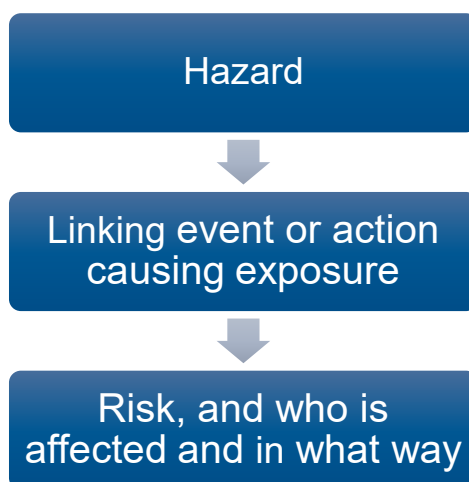 Hazard
Linking event or action
causing exposure
Risk, and who is
affected and in what way